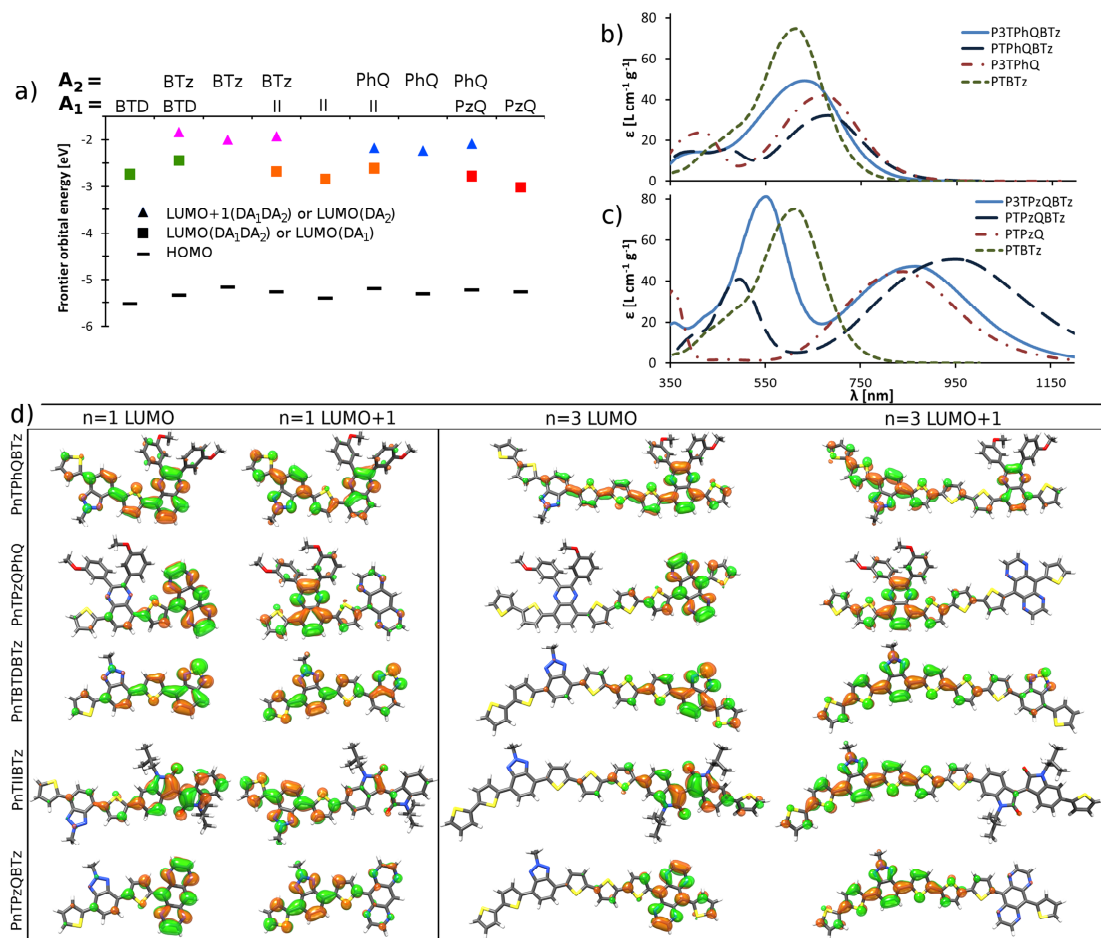 a)
A2 = BTz BTz BTz PhQ PhQ PhQ
A1 = BTD BTD II II II PzQ PzQ
Frontier orbital energy [eV]
-2
-3
-4
-5
-6
LUMO+1(DA1DA2) or LUMO(DA2)
LUMO(DA1DA2) or LUMO(DA1)
HOMO
b)
ε [L cm-1 g-1]
80
60
40
20
0
P3TPhQBTz
PTPhQBTz
P3TPhQ
PTBTz
c)
ε [L cm-1 g-1]
80
60
40
20
0
P3TPzQBTz
PTPzQBTz
PTPzQ
PTBTz
350 550 750 950 1150
λ [nm]
d)
n=1 LUMO n=1 LUMO+1 n=3 LUMO n=3 LUMO+1
PnTPhQBTz
PnTPzQPhQ
PnTBTDBTz
PnTIIBTz
PnTPzQBTz